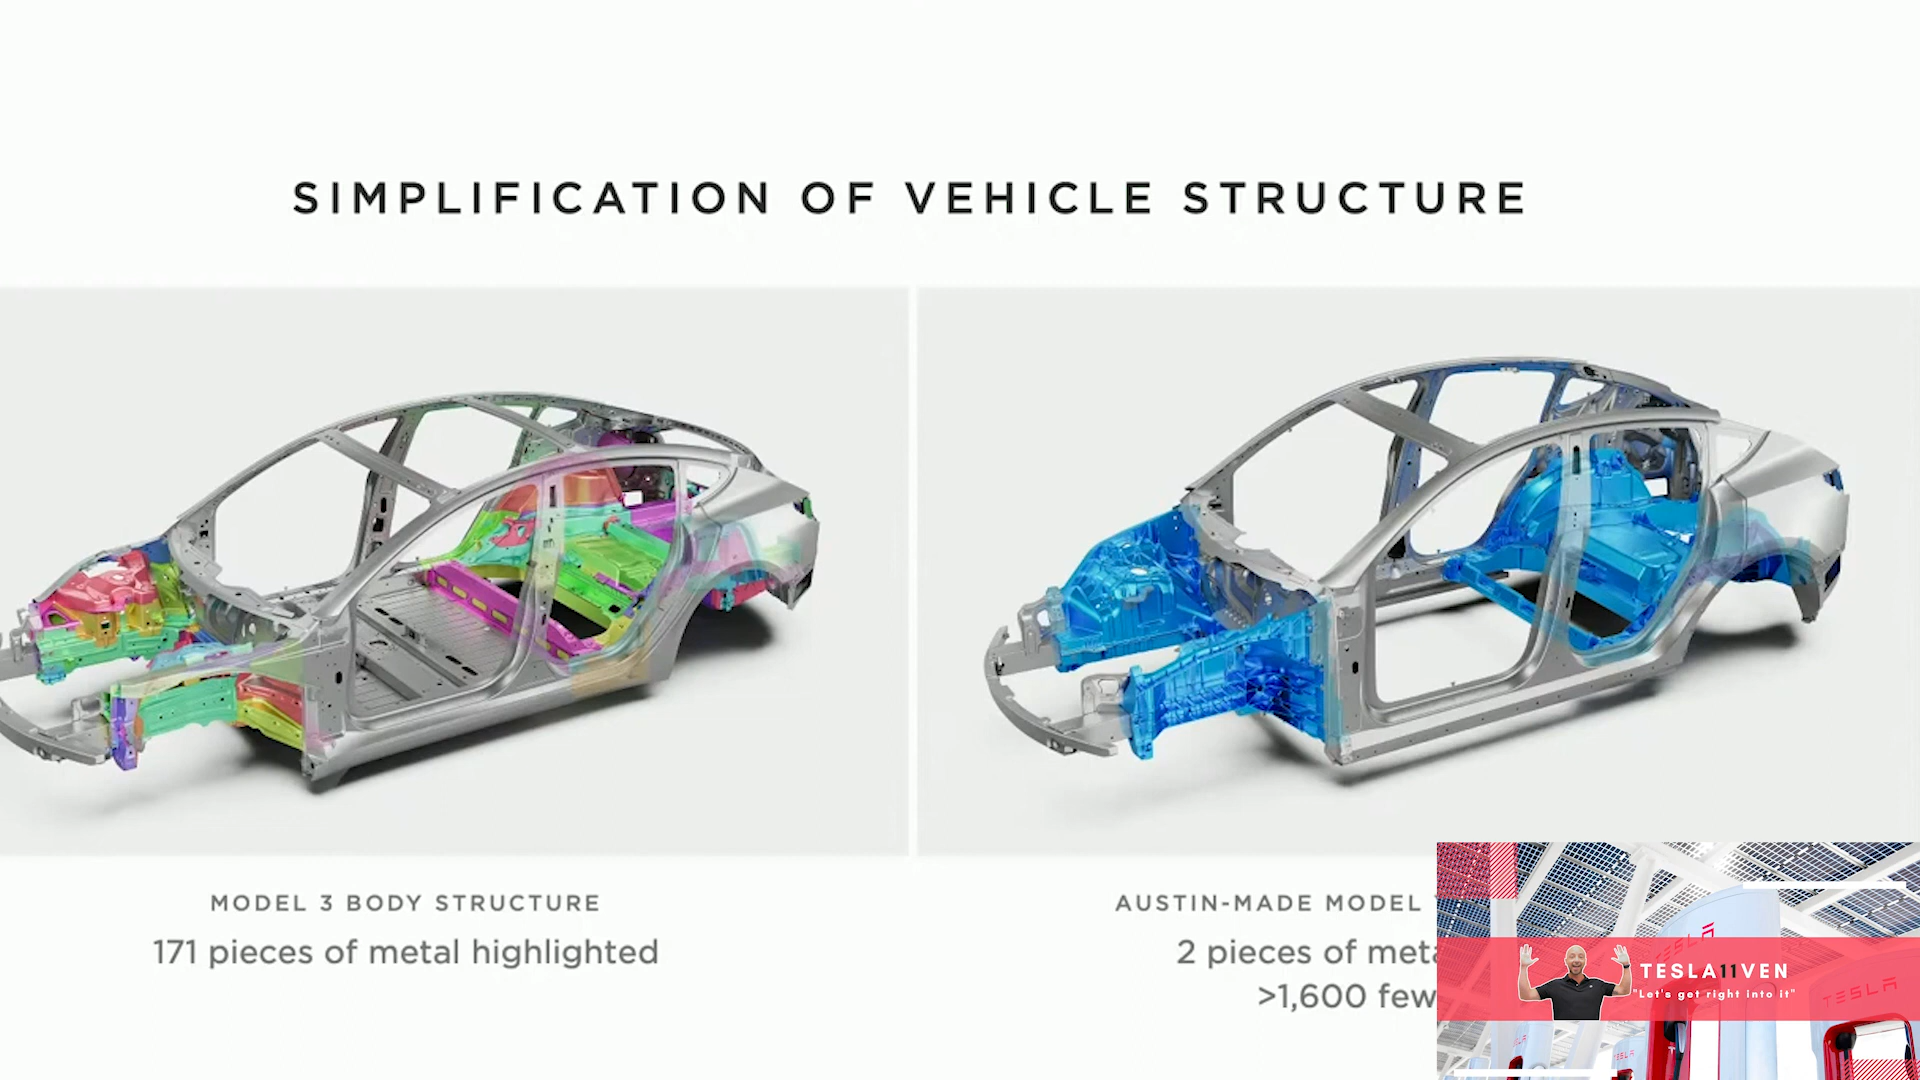 SIMPLIFICATION OF VEHICLE STRUCTURE
MODEL 3 BODY STRUCTURE
171 pieces of metal highlighted
AUSTIN-MADE MODEL
2 pieces of meta
>1,600 few
TESLA11VEN
"Let's get right into it"
TESLA